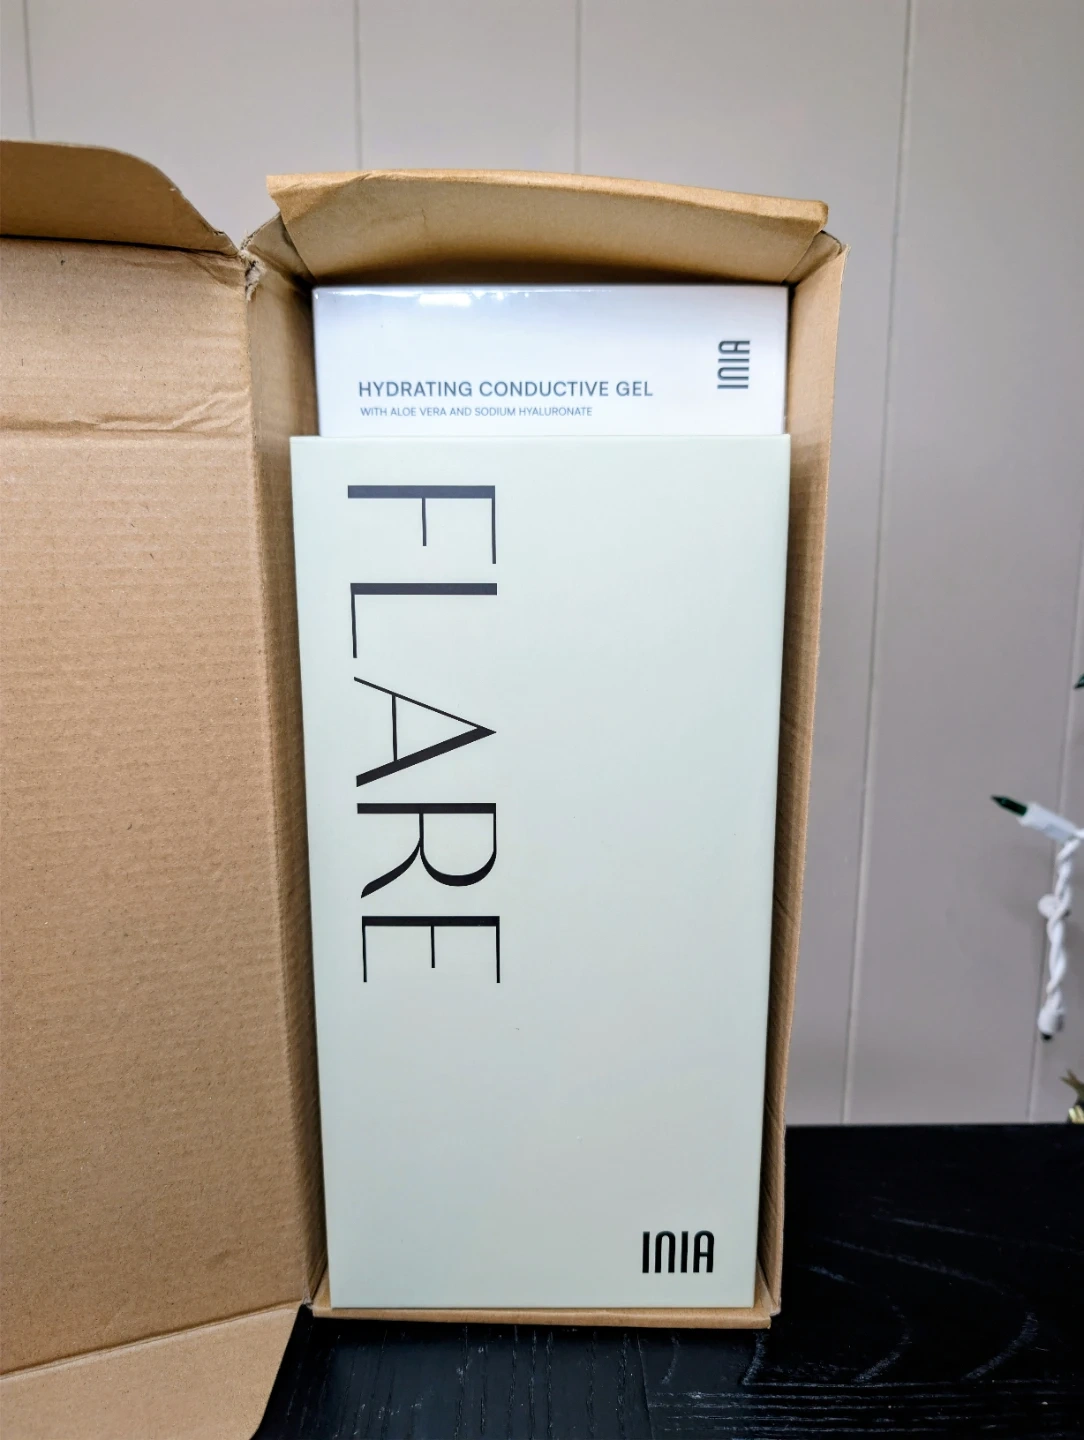 INIA
HYDRATING CONDUCTIVE GEL
WITH ALOE VERA AND SODIUM HYALURONATE
FLARE
INIA